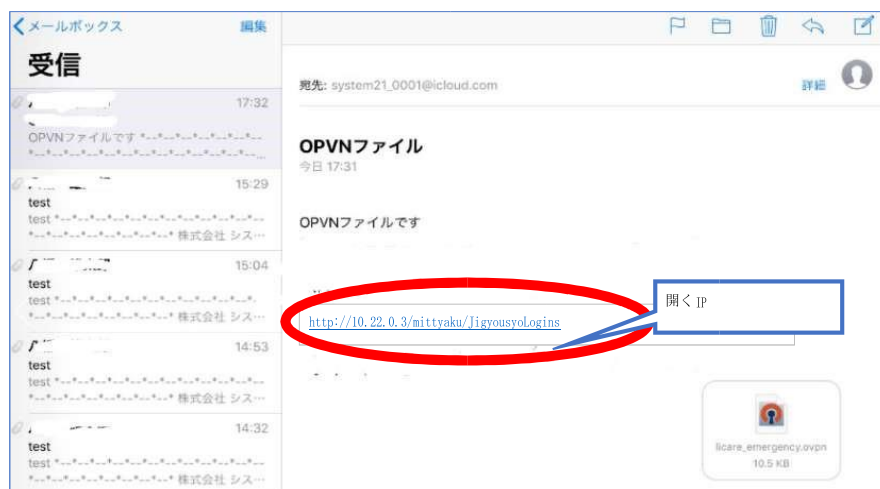 メールボックス
編集
受信
17:32
OPVNファイルです *--*--*--*--*--*--*--
*--*--*--*--*--*--*--*--*--*--*--...
15:29
test
test *--*--*--*--*--*--*--*--*--*--
*--*--*--*--*--*--*--* 株式会社 シス…
15:04
test
test *--*--*--*--*--*--*--*--*--*-
*--*--*--*--*--*--*--* 株式会社 シス…
14:53
test
test *--*--*--*--*--*--*--*--*--*--
*--*--*--*--*--*--*--* 株式会社 シス…
14:32
test
test *--*--*--*--*--*--*--*--*--*--
*--*--*--*--*--*--*--* 株式会社 シス…
宛先: system21_0001@icloud.com
詳細
OPVNファイル
今日 17:31
OPVNファイルです
http://10.22.0.3/mittyaku/JigyousyoLogins
開く IP
licare_emergency.ovpn
10.5 KB